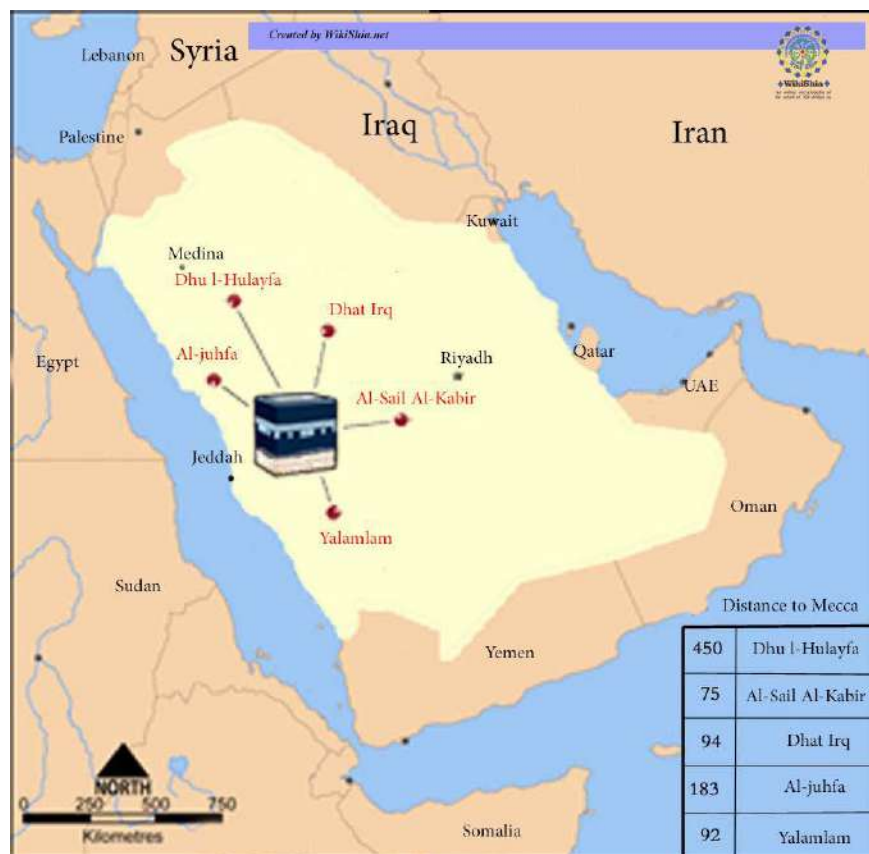 Created by WikiShia.net
Lebanon
Syria
WikiShia
Palestine
Iraq
Iran
Kuwait
Medina
Dhu l-Hulayfa
Dhat Irq
Al-juhfa
Riyadh
Qatar
Egypt
UAE
Al-Sail Al-Kabir
Jeddah
Oman
Yalamlam
Sudan
Distance to Mecca
Yemen
450 Dhu l-Hulayfa
75 Al-Sail Al-Kabir
94 Dhat Irq
183 Al-juhfa
92 Yalamlam
NORTH
0 250 500 750
Kilometres
Somalia